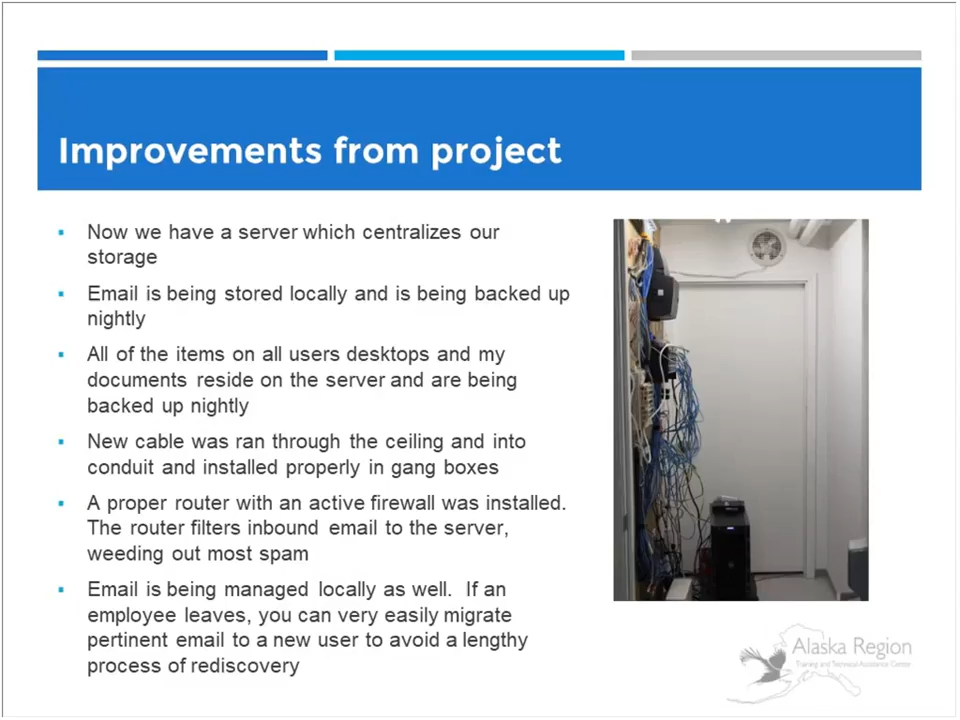 Improvements from project
Now we have a server which centralizes our
storage
Email is being stored locally and is being backed up
nightly
All of the items on all users desktops and my
documents reside on the server and are being
backed up nightly
New cable was ran through the ceiling and into
conduit and installed properly in gang boxes
A proper router with an active firewall was installed.
The router filters inbound email to the server,
weeding out most spam
Email is being managed locally as well. If an
employee leaves, you can very easily migrate
pertinent email to a new user to avoid a lengthy
process of rediscovery
Alaska Region
Training and Technical Assistance Center